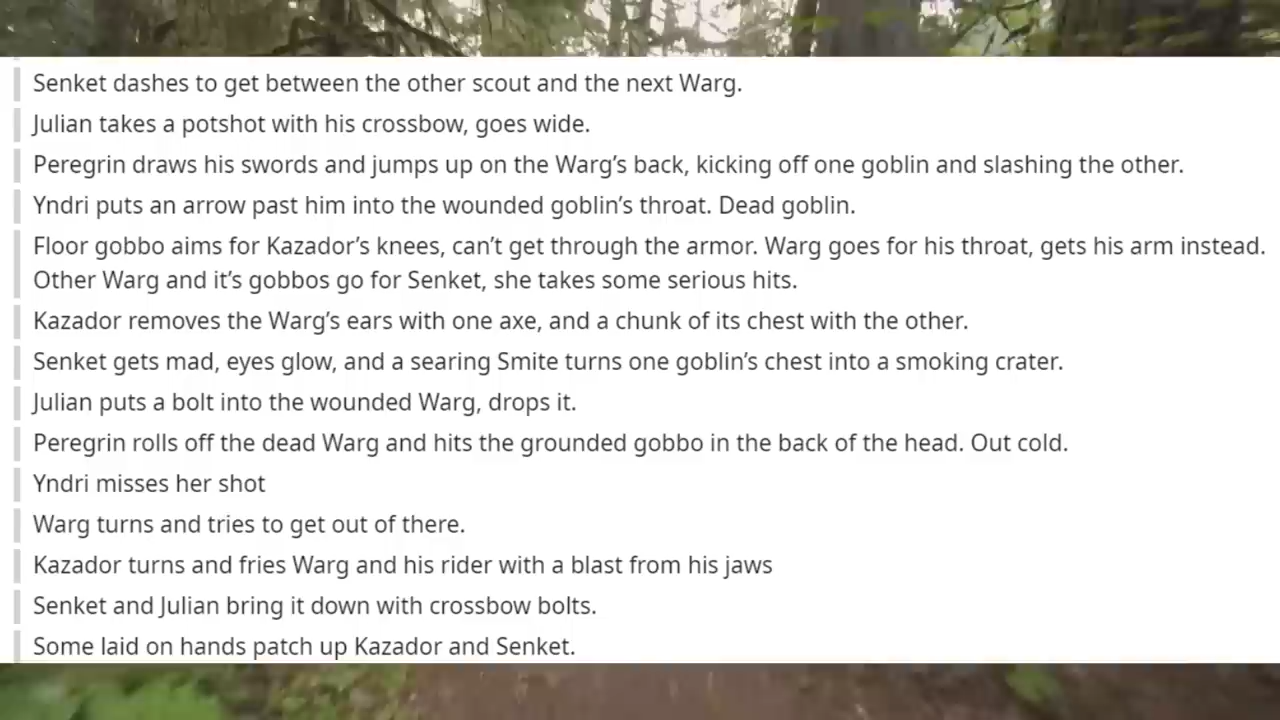 Senket dashes to get between the other scout and the next Warg.
Julian takes a potshot with his crossbow, goes wide.
Peregrin draws his swords and jumps up on the Warg’s back, kicking off one goblin and slashing the other.
Yndri puts an arrow past him into the wounded goblin’s throat. Dead goblin.
Floor gobbo aims for Kazador’s knees, can’t get through the armor. Warg goes for his throat, gets his arm instead.
Other Warg and it’s gobbos go for Senket, she takes some serious hits.
Kazador removes the Warg’s ears with one axe, and a chunk of its chest with the other.
Senket gets mad, eyes glow, and a searing Smite turns one goblin’s chest into a smoking crater.
Julian puts a bolt into the wounded Warg, drops it.
Peregrin rolls off the dead Warg and hits the grounded gobbo in the back of the head. Out cold.
Yndri misses her shot
Warg turns and tries to get out of there.
Kazador turns and fries Warg and his rider with a blast from his jaws
Senket and Julian bring it down with crossbow bolts.
Some laid on hands patch up Kazador and Senket.